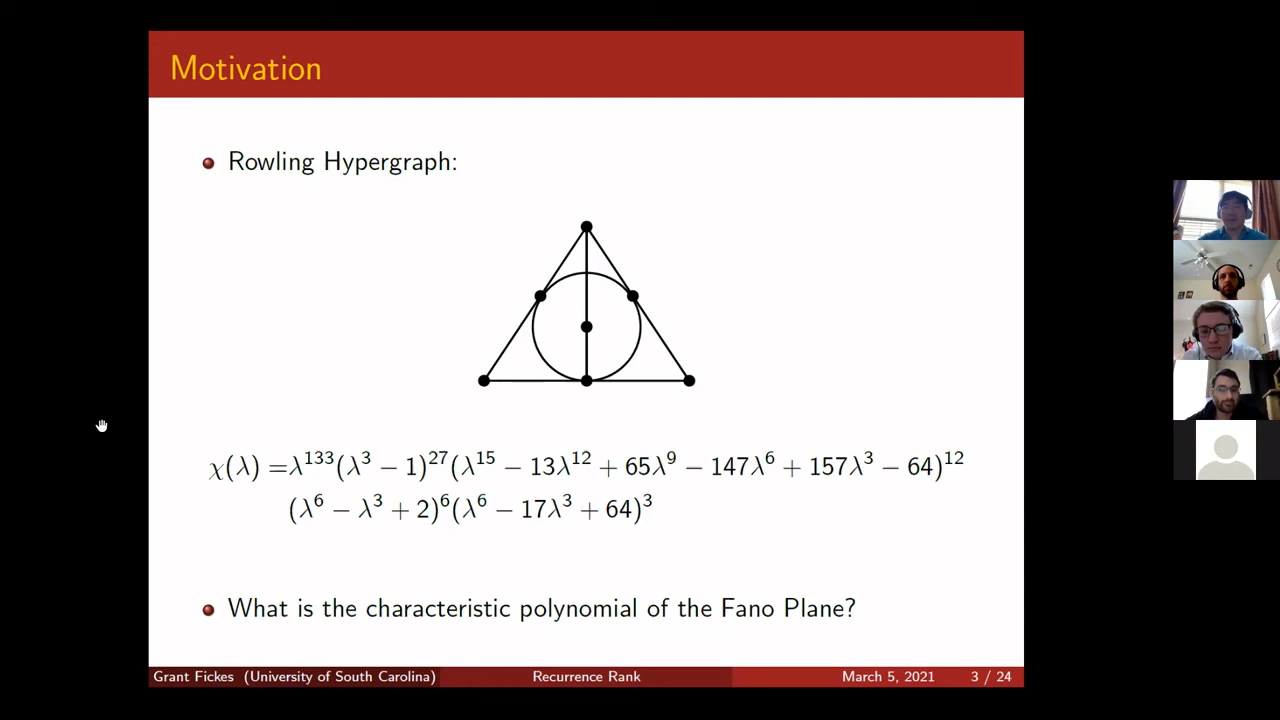 Motivation
Rowling Hypergraph:
χ(λ) =λ^133(λ^3 − 1)^27(λ^15 − 13λ^12 + 65λ^9 − 147λ^6 + 157λ^3 − 64)^12
(λ^6 − λ^3 + 2)^6(λ^6 − 17λ^3 + 64)^3
What is the characteristic polynomial of the Fano Plane?
Grant Fickes (University of South Carolina) Recurrence Rank March 5, 2021 3 / 24